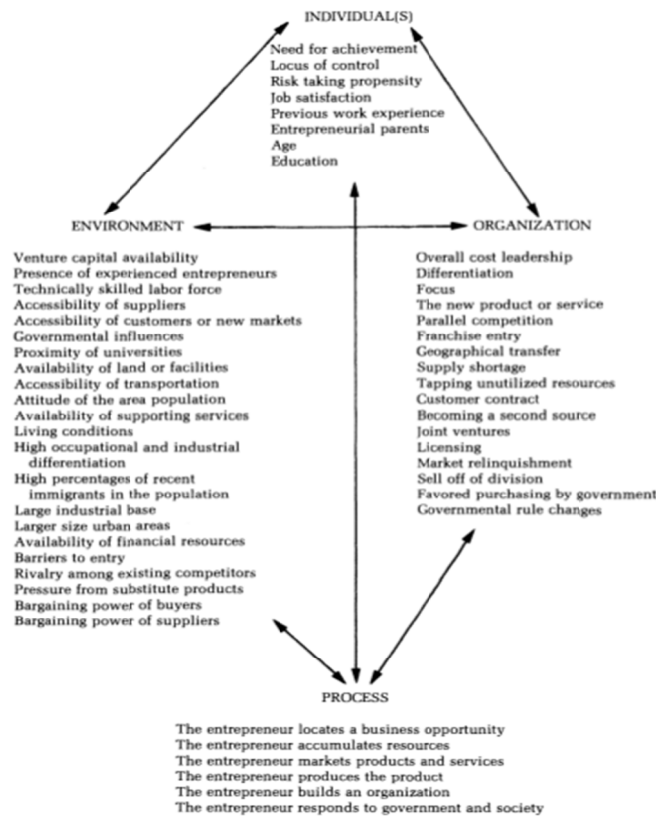 INDIVIDUAL(S)
Need for achievement
Locus of control
Risk taking propensity
Job satisfaction
Previous work experience
Entrepreneurial parents
Age
Education
ENVIRONMENT
Venture capital availability
Presence of experienced entrepreneurs
Technically skilled labor force
Accessibility of suppliers
Accessibility of customers or new markets
Governmental influences
Proximity of universities
Availability of land or facilities
Accessibility of transportation
Attitude of the area population
Availability of supporting services
Living conditions
High occupational and industrial
differentiation
High percentages of recent
immigrants in the population
Large industrial base
Larger size urban areas
Availability of financial resources
Barriers to entry
Rivalry among existing competitors
Pressure from substitute products
Bargaining power of buyers
Bargaining power of suppliers
ORGANIZATION
Overall cost leadership
Differentiation
Focus
The new product or service
Parallel competition
Franchise entry
Geographical transfer
Supply shortage
Tapping unutilized resources
Customer contract
Becoming a second source
Joint ventures
Licensing
Market relinquishment
Sell off of division
Favored purchasing by government
Governmental rule changes
PROCESS
The entrepreneur locates a business opportunity
The entrepreneur accumulates resources
The entrepreneur markets products and services
The entrepreneur produces the product
The entrepreneur builds an organization
The entrepreneur responds to government and society